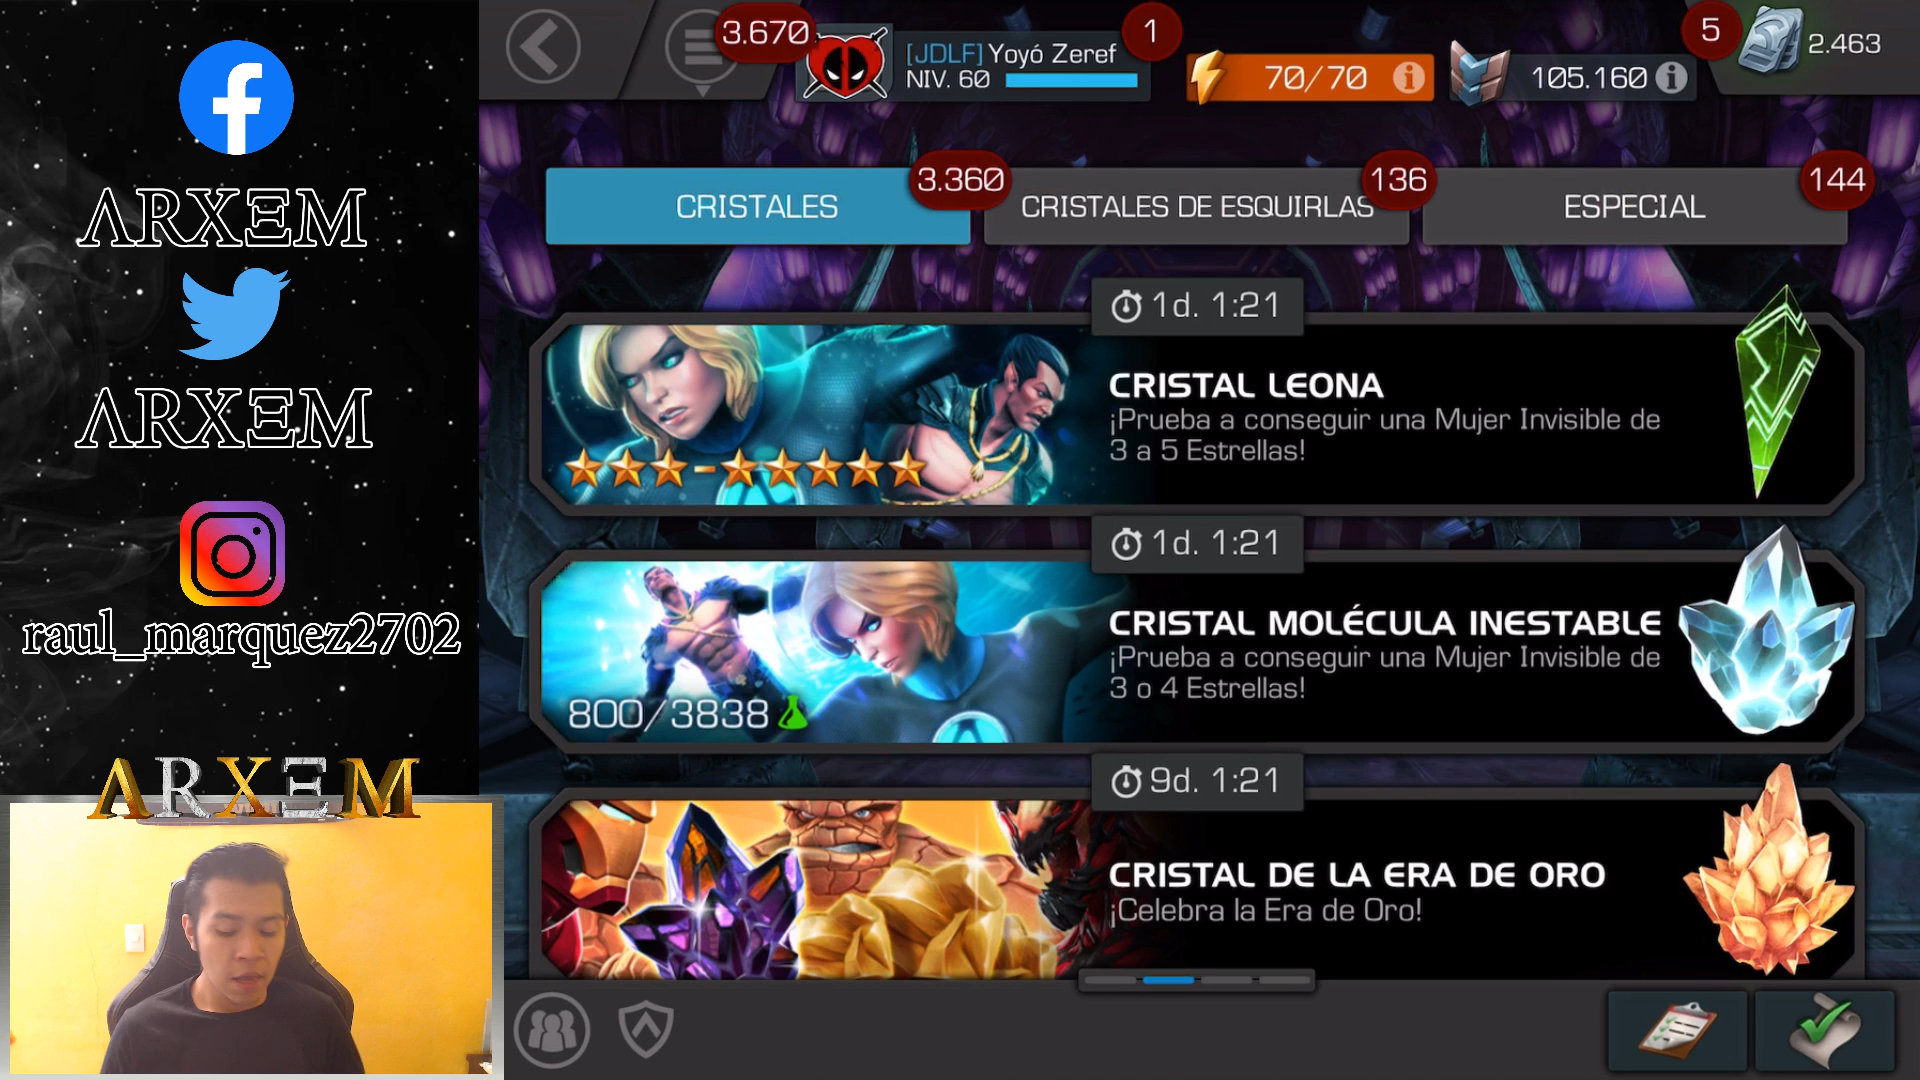 ΛRXΞM
ΛRXΞM
raul_marquez2702
ΛRXΞM
3.670
[JDLF] Yoyó Zeref
NIV. 60
1
70/70
105.160
5
2.463
CRISTALES
3.360
CRISTALES DE ESQUIRLAS
136
ESPECIAL
144
1d. 1:21
CRISTAL LEONA
¡Prueba a conseguir una Mujer Invisible de
3 a 5 Estrellas!
1d. 1:21
CRISTAL MOLÉCULA INESTABLE
¡Prueba a conseguir una Mujer Invisible de
3 o 4 Estrellas!
800/3838
9d. 1:21
CRISTAL DE LA ERA DE ORO
¡Celebra la Era de Oro!